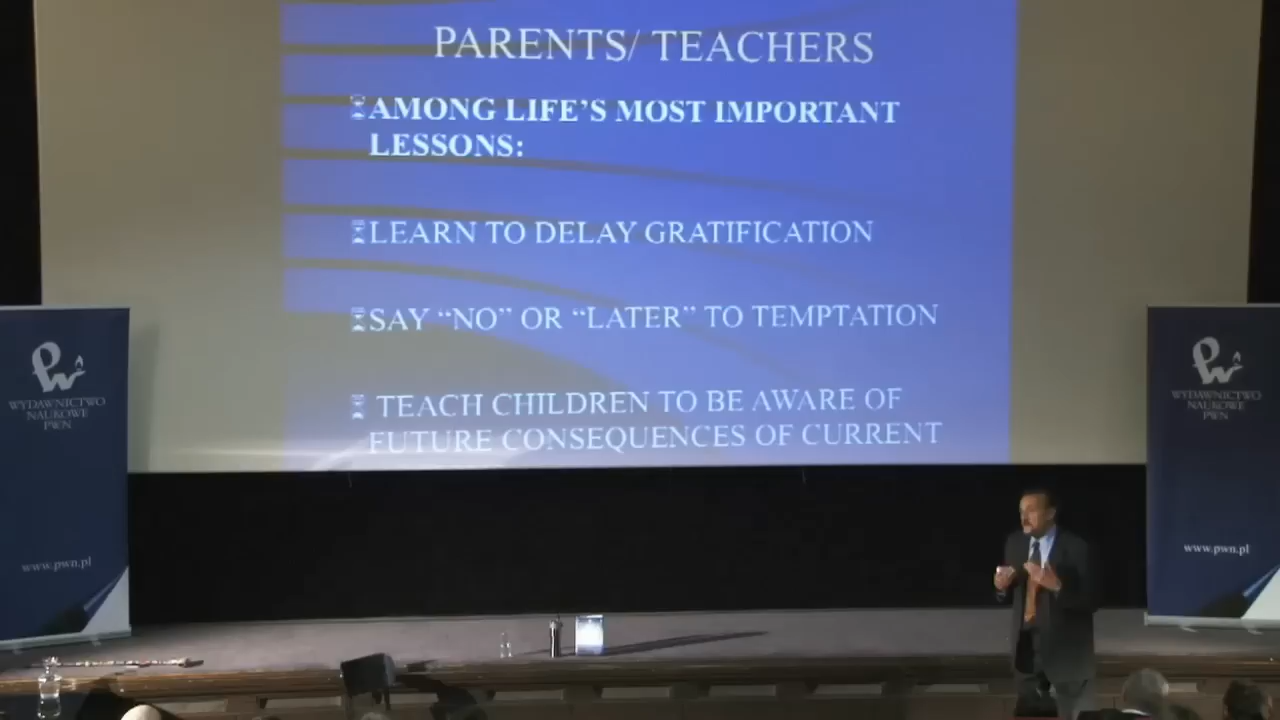 PARENTS/ TEACHERS
AMONG LIFE'S MOST IMPORTANT
LESSONS:
LEARN TO DELAY GRATIFICATION
SAY “NO” OR “LATER” TO TEMPTATION
TEACH CHILDREN TO BE AWARE OF
FUTURE CONSEQUENCES OF CURRENT
PW
WYDAWNICTWO
NAUKOWE
PWN
www.pwn.pl
PW
WYDAWNICTWO
NAUKOWE
PWN
www.pwn.pl